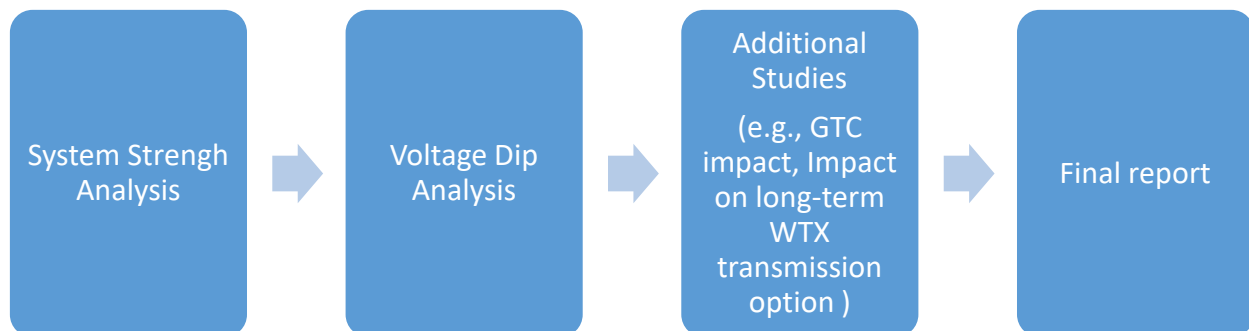 System Strengh
Analysis
Voltage Dip
Analysis
Additional
Studies
(e.g., GTC
impact, Impact
on long-term
WTX
transmission
option )
Final report